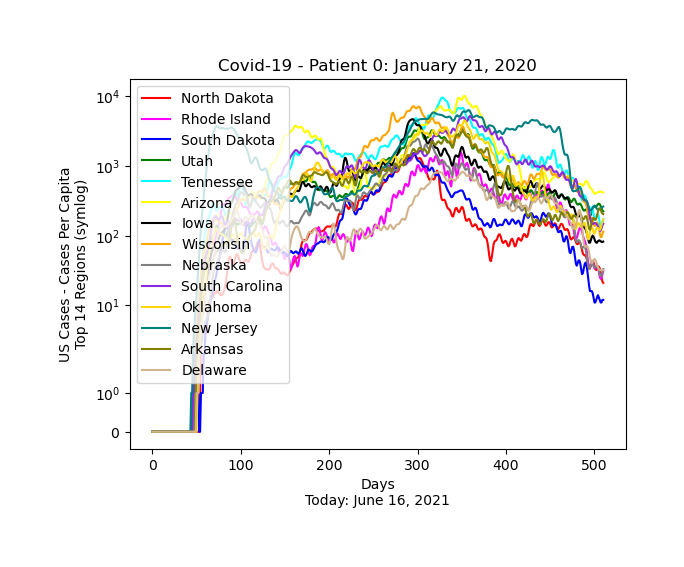 Covid-19 - Patient 0: January 21, 2020
US Cases - Cases Per Capita
Top 14 Regions (symlog)
10^4
10^3
10^2
10^1
10^0
0
North Dakota
Rhode Island
South Dakota
Utah
Tennessee
Arizona
Iowa
Wisconsin
Nebraska
South Carolina
Oklahoma
New Jersey
Arkansas
Delaware
0 100 200 300 400 500
Days
Today: June 16, 2021